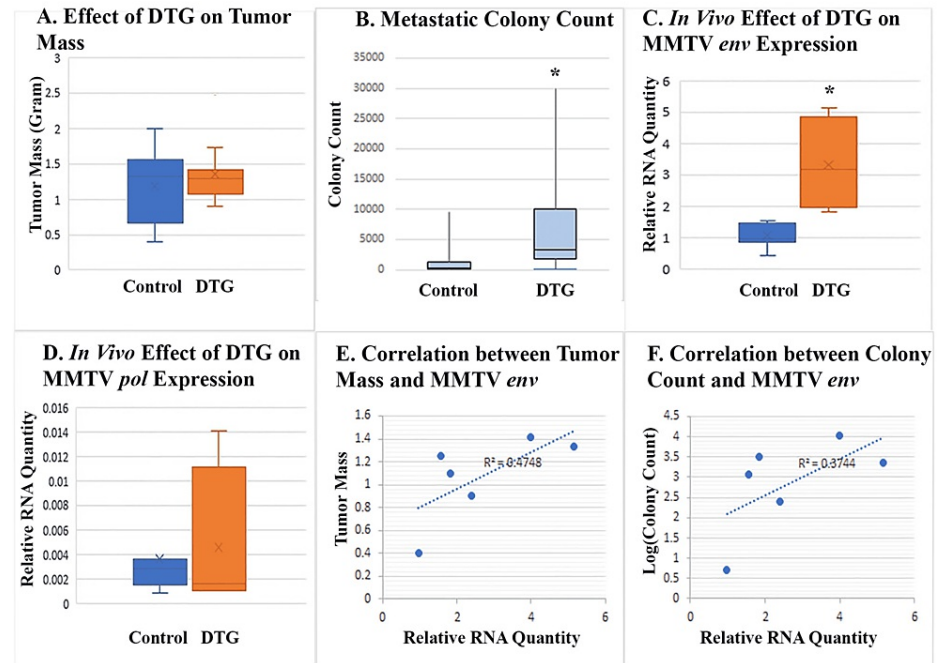 A. Effect of DTG on Tumor
Mass
3
2.5
2
1.5
1
0.5
0
Tumor Mass (Gram)
Control DTG
B. Metastatic Colony Count
35000
30000
25000
20000
15000
10000
5000
0
Colony Count
*
Control DTG
C. In Vivo Effect of DTG on
MMTV env Expression
6
5
4
3
2
1
0
Relative RNA Quantity
*
Control DTG
D. In Vivo Effect of DTG on
MMTV pol Expression
0.016
0.014
0.012
0.01
0.008
0.006
0.004
0.002
0
Relative RNA Quantity
Control DTG
E. Correlation between Tumor
Mass and MMTV env
1.6
1.4
1.2
1
0.8
0.6
0.4
0.2
0
Tumor Mass
R² = 0.4748
0 2 4 6
Relative RNA Quantity
F. Correlation between Colony
Count and MMTV env
4.5
4
3.5
3
2.5
2
1.5
1
0.5
0
Log(Colony Count)
R² = 0.3744
0 2 4 6
Relative RNA Quantity